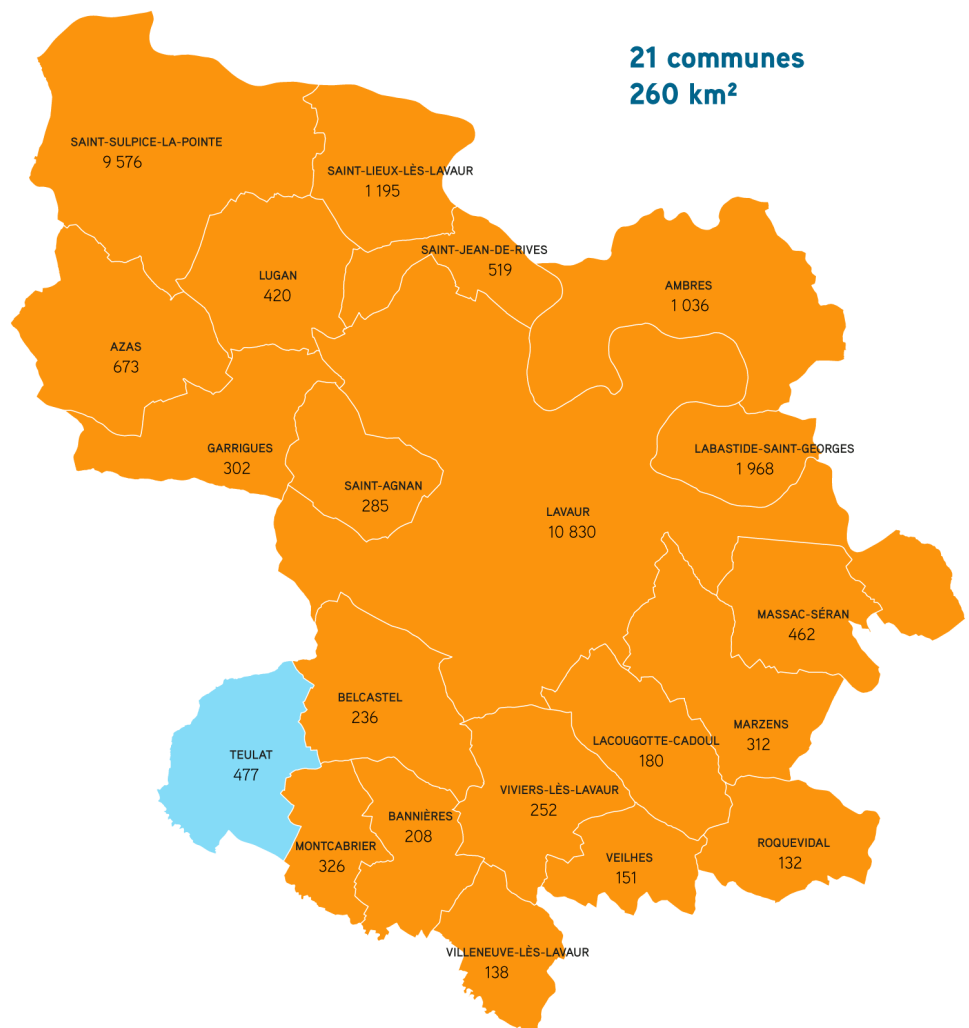 21 communes
260 km²
SAINT-SULPICE-LA-POINTE
9 576
SAINT-LIEUX-LÈS-LAVAUR
1 195
SAINT-JEAN-DE-RIVES
519
LUGAN
420
AMBRES
1 036
AZAS
673
GARRIGUES
302
LABASTIDE-SAINT-GEORGES
1 968
SAINT-AGNAN
285
LAVAUR
10 830
MASSAC-SÉRAN
462
BELCASTEL
236
MARZENS
312
LACOUGOTTE-CADOUL
180
TEULAT
477
VIVIERS-LÈS-LAVAUR
252
BANNIÈRES
208
MONTCABRIER
326
ROQUEVIDAL
132
VEILHES
151
VILLENEUVE-LÈS-LAVAUR
138